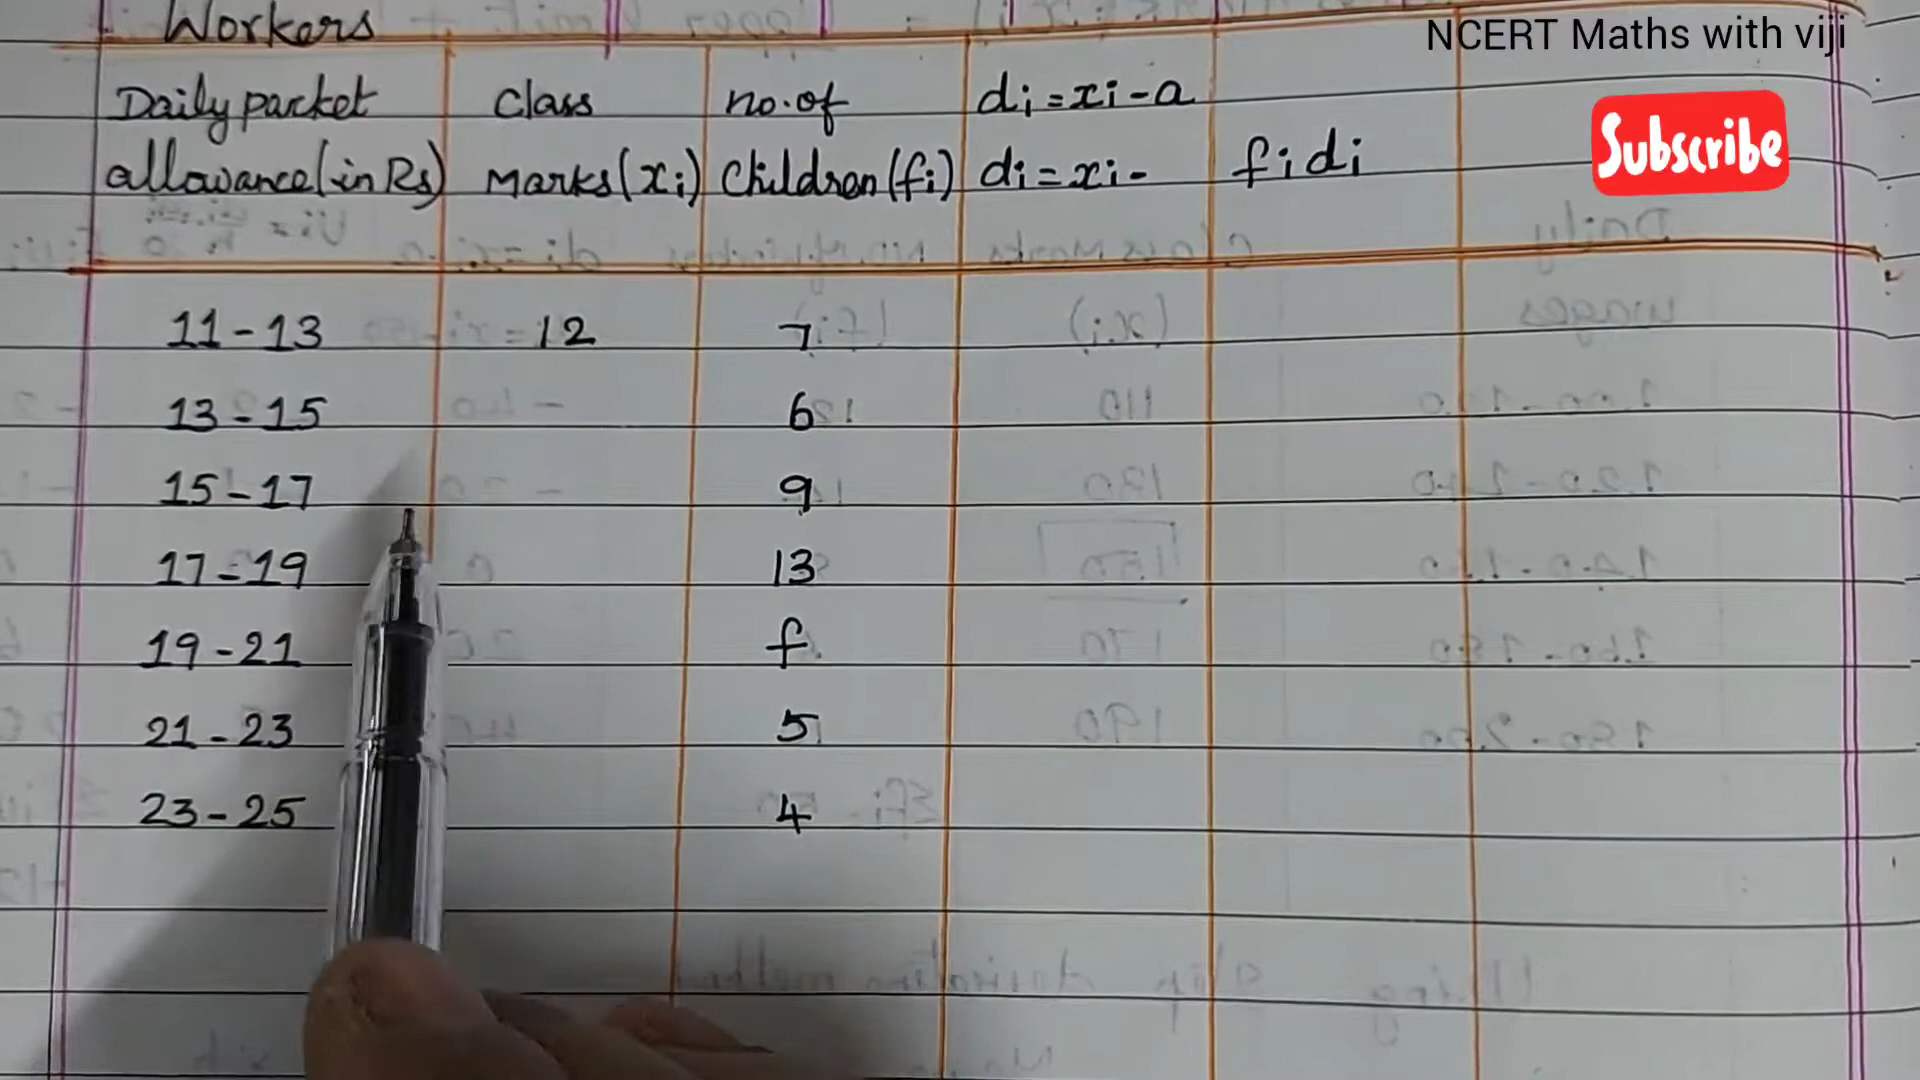 Workers
NCERT Maths with viji
Subscribe
Daily packet allowance (in Rs)
Class Marks (xi)
no. of Children (fi)
di = xi - a
di = xi -
fidi
11-13 12 7
13-15 6
15-17 9
17-19 13
19-21 f
21-23 5
23-25 4